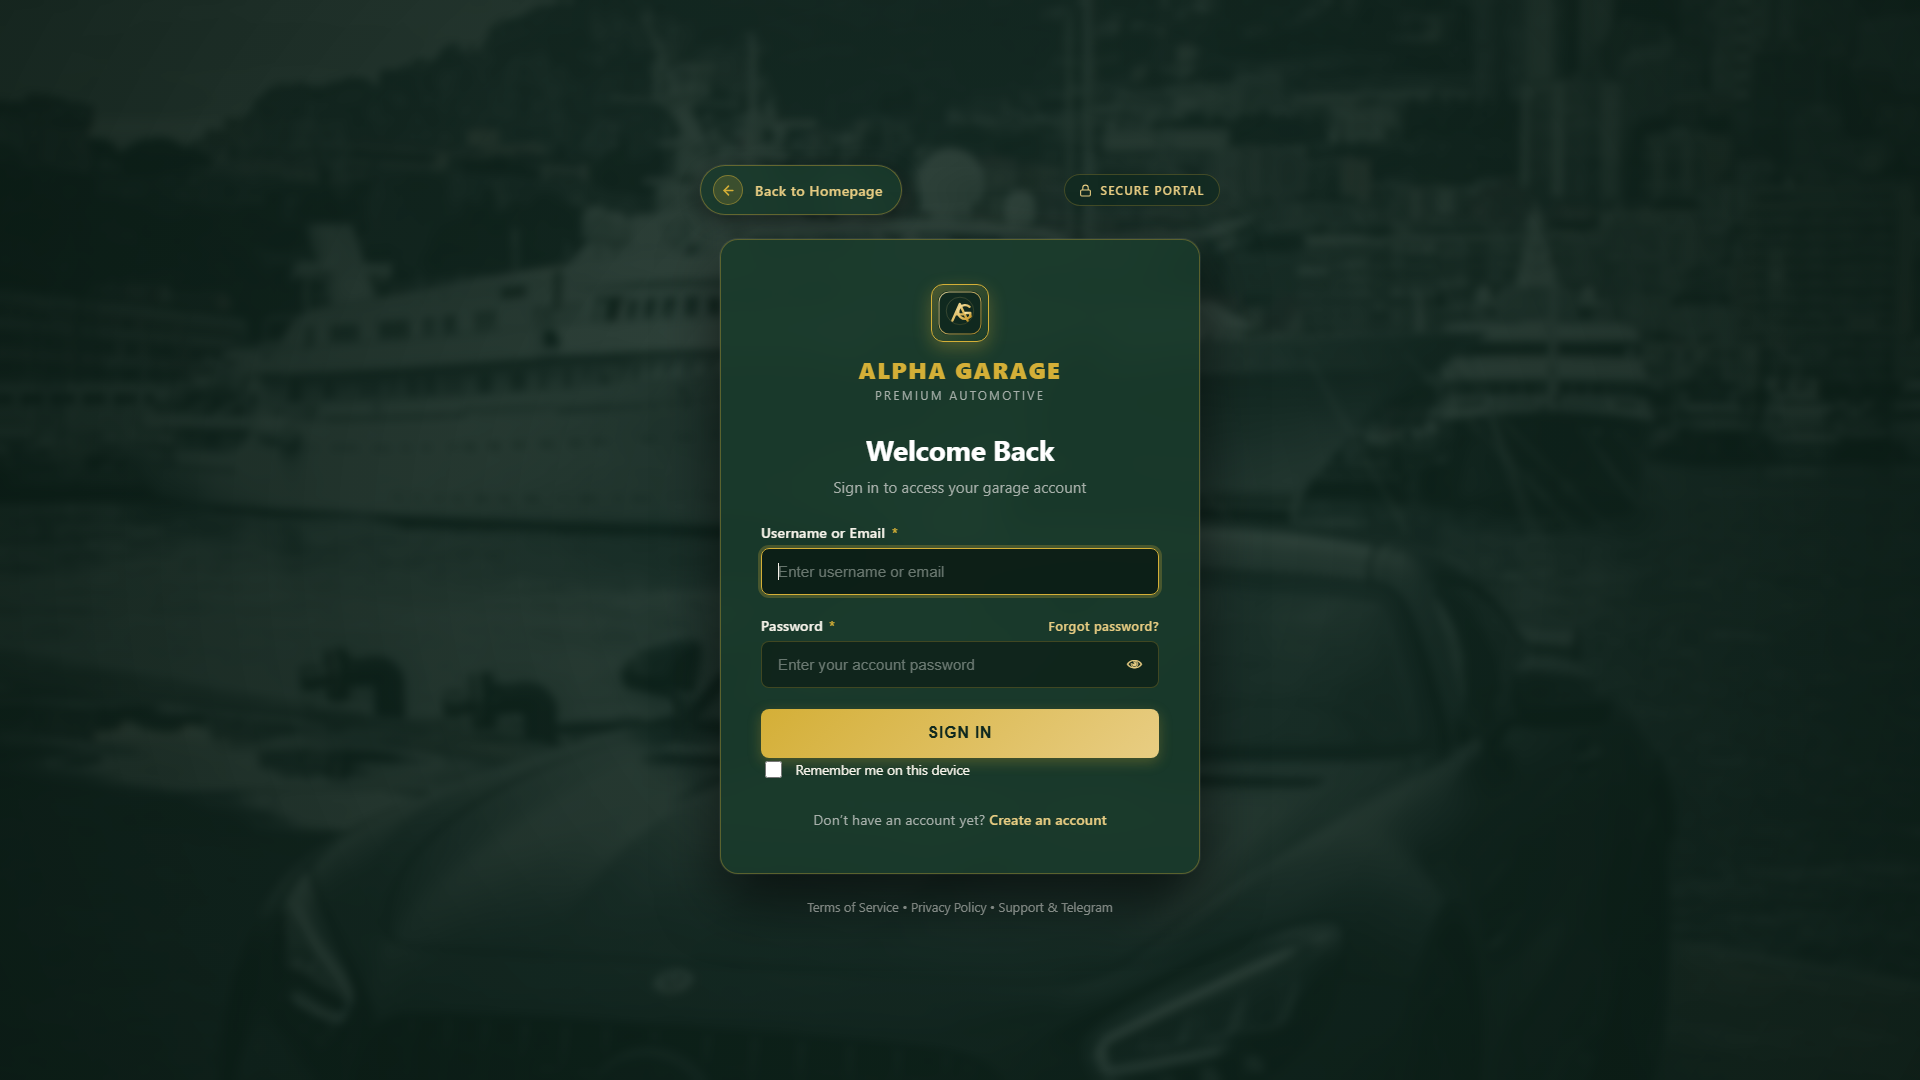 Back to Homepage
SECURE PORTAL
AG
ALPHA GARAGE
PREMIUM AUTOMOTIVE
Welcome Back
Sign in to access your garage account
Username or Email *
Enter username or email
Password *
Forgot password?
Enter your account password
SIGN IN
Remember me on this device
Don't have an account yet? Create an account
Terms of Service • Privacy Policy • Support & Telegram